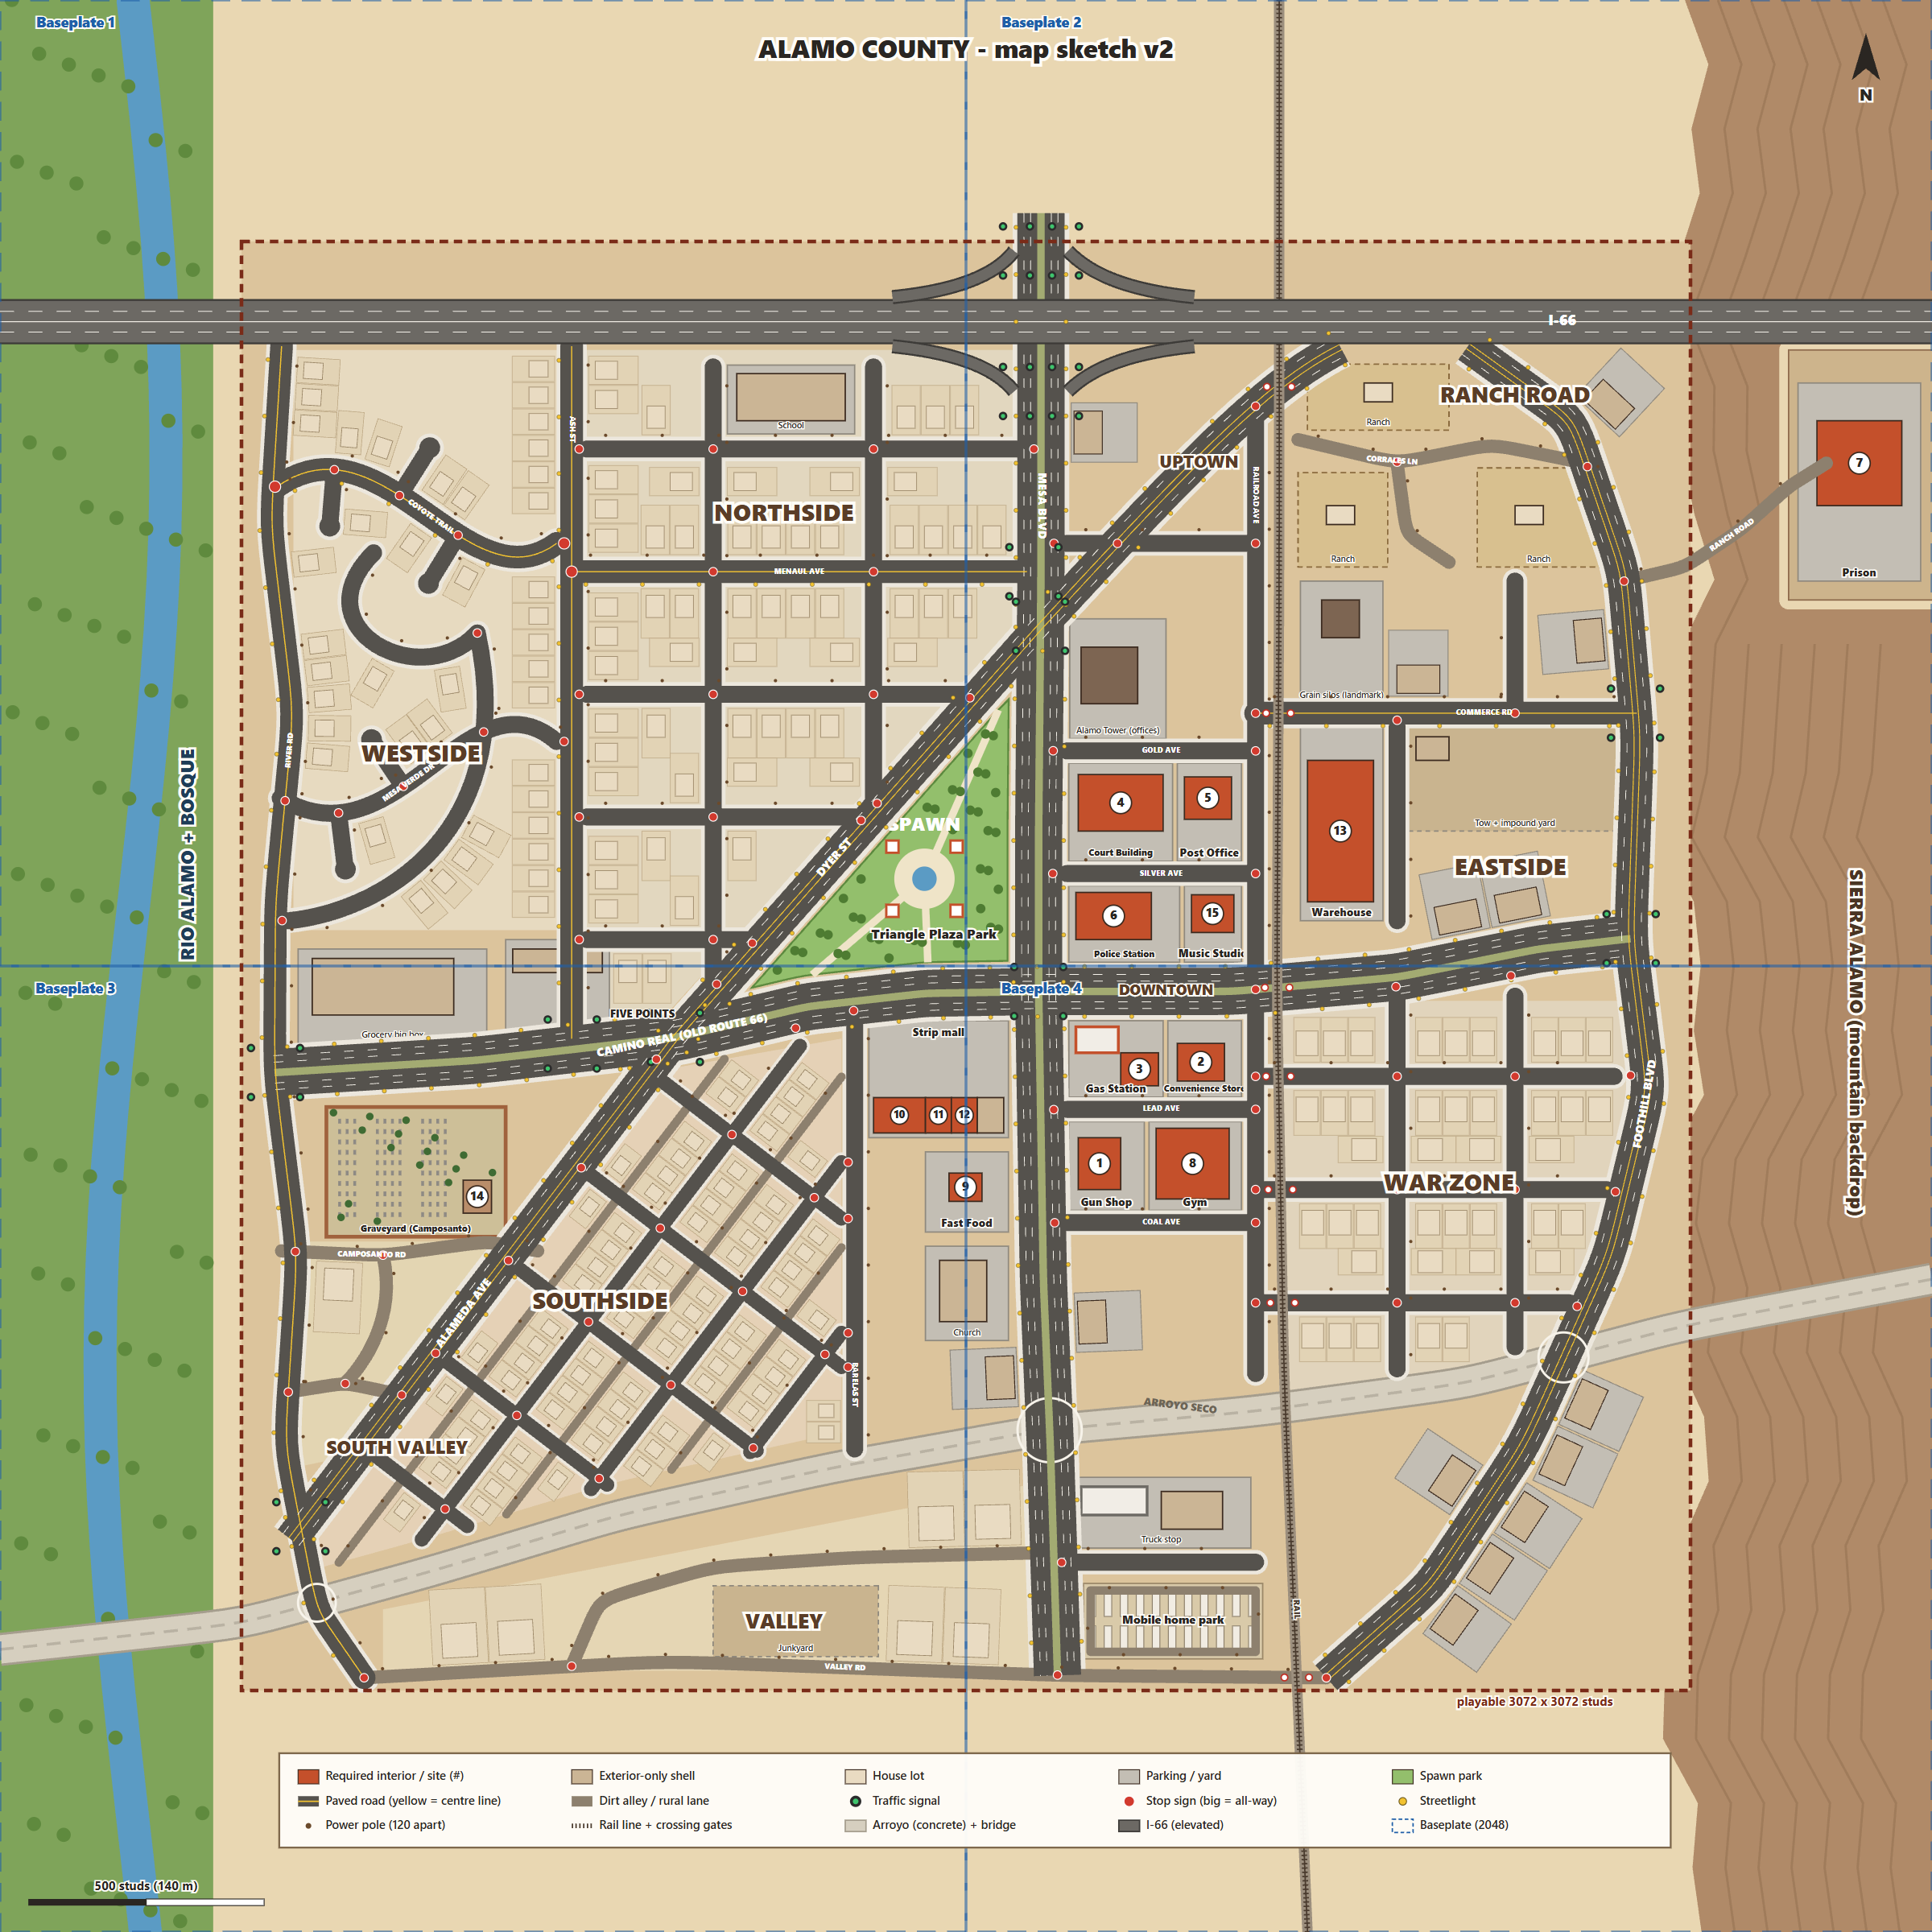 Baseplate 1
Baseplate 2
ALAMO COUNTY - map sketch v2
N
I-66
RANCH ROAD
Ranch
School
ASH ST
UPTOWN
CORRALES LN
RAILROAD AVE
7
COYOTE TRAIL
MESA BLVD
NORTHSIDE
RANCH ROAD
Ranch
Ranch
MENAUL AVE
Prison
Grain silos (landmark)
COMMERCE RD
Alamo Tower (offices)
RIVER RD
WESTSIDE
GOLD AVE
MESA VERDE DR
4
5
SPAWN
13
Tow + impound yard
Court Building
Post Office
DYER ST
EASTSIDE
RIO ALAMO + BOSQUE
SILVER AVE
6
15
Warehouse
Triangle Plaza Park
Police Station
Music Studio
SIERRA ALAMO (mountain backdrop)
Baseplate 3
Baseplate 4
DOWNTOWN
FIVE POINTS
CAMINO REAL (OLD ROUTE 66)
Strip mall
Grocery big box
3
2
Gas Station
Convenience Store
FOOTHILL BLVD
10
11
12
LEAD AVE
1
8
WAR ZONE
14
9
Gun Shop
Gym
Graveyard (Camposanto)
Fast Food
COAL AVE
CAMPOSANTO RD
SOUTHSIDE
ALAMEDA AVE
Church
BARELAS ST
ARROYO SECO
SOUTH VALLEY
Truck stop
RAIL
VALLEY
Mobile home park
Junkyard
VALLEY RD
playable 3072 x 3072 studs
Required interior / site (#)
Exterior-only shell
House lot
Parking / yard
Spawn park
Paved road (yellow = centre line)
Dirt alley / rural lane
Traffic signal
Stop sign (big = all-way)
Streetlight
Power pole (120 apart)
Rail line + crossing gates
Arroyo (concrete) + bridge
I-66 (elevated)
Baseplate (2048)
500 studs (140 m)